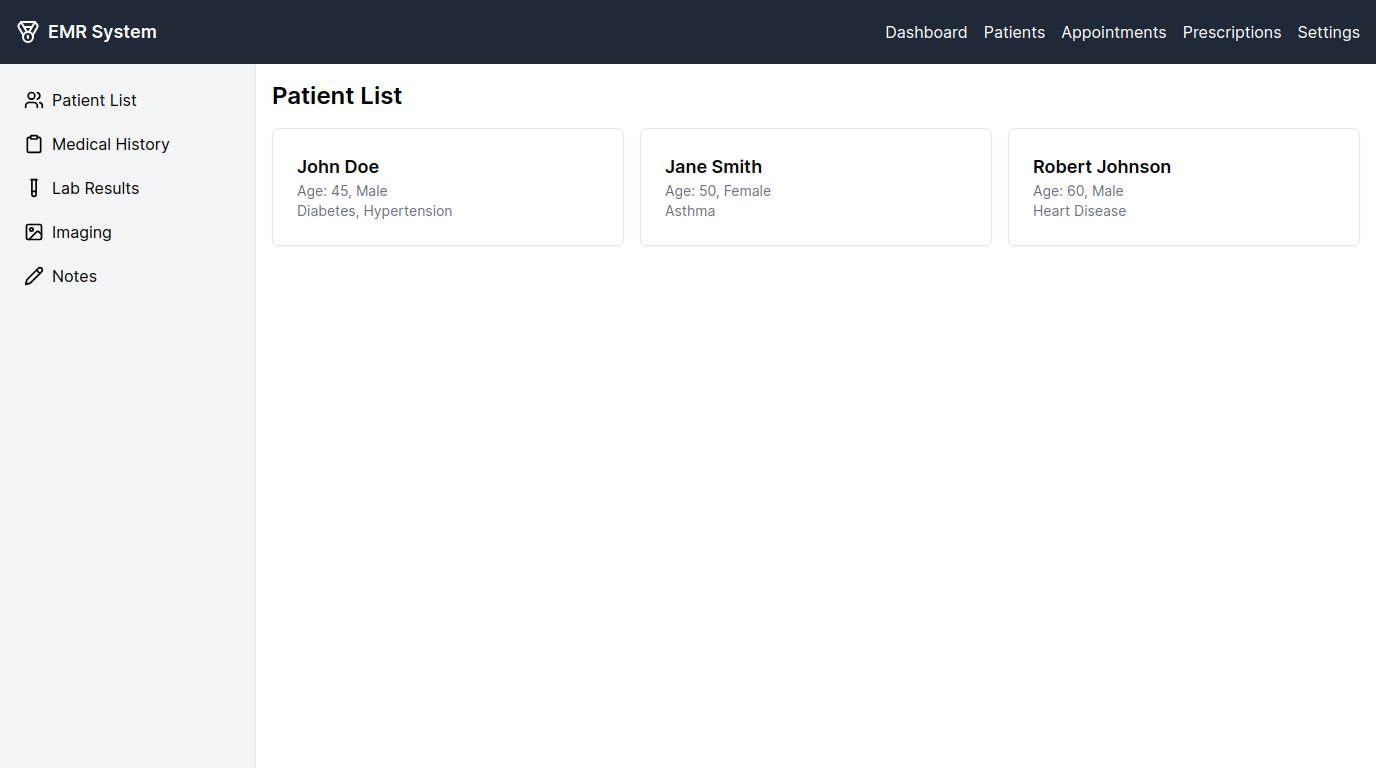 EMR System
Dashboard Patients Appointments Prescriptions Settings
Patient List
Medical History
Lab Results
Imaging
Notes
Patient List
John Doe
Age: 45, Male
Diabetes, Hypertension
Jane Smith
Age: 50, Female
Asthma
Robert Johnson
Age: 60, Male
Heart Disease